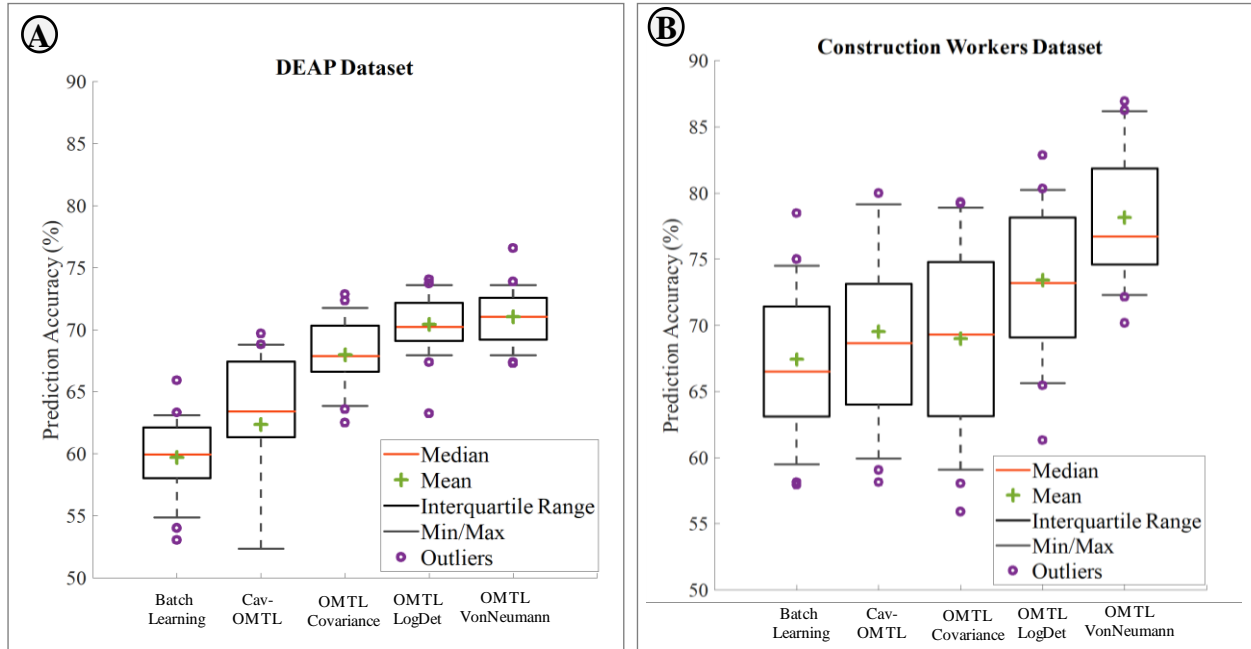 A
DEAP Dataset
Prediction Accuracy (%)
90
85
80
75
70
65
60
55
50
Median
Mean
Interquartile Range
Min/Max
Outliers
Batch
Learning
Cav-
OMTL
OMTL
Covariance
OMTL
LogDet
OMTL
VonNeumann
B
Construction Workers Dataset
Prediction Accuracy (%)
90
85
80
75
70
65
60
55
50
Median
Mean
Interquartile Range
Min/Max
Outliers
Batch
Learning
Cav-
OMTL
OMTL
Covariance
OMTL
LogDet
OMTL
VonNeumann